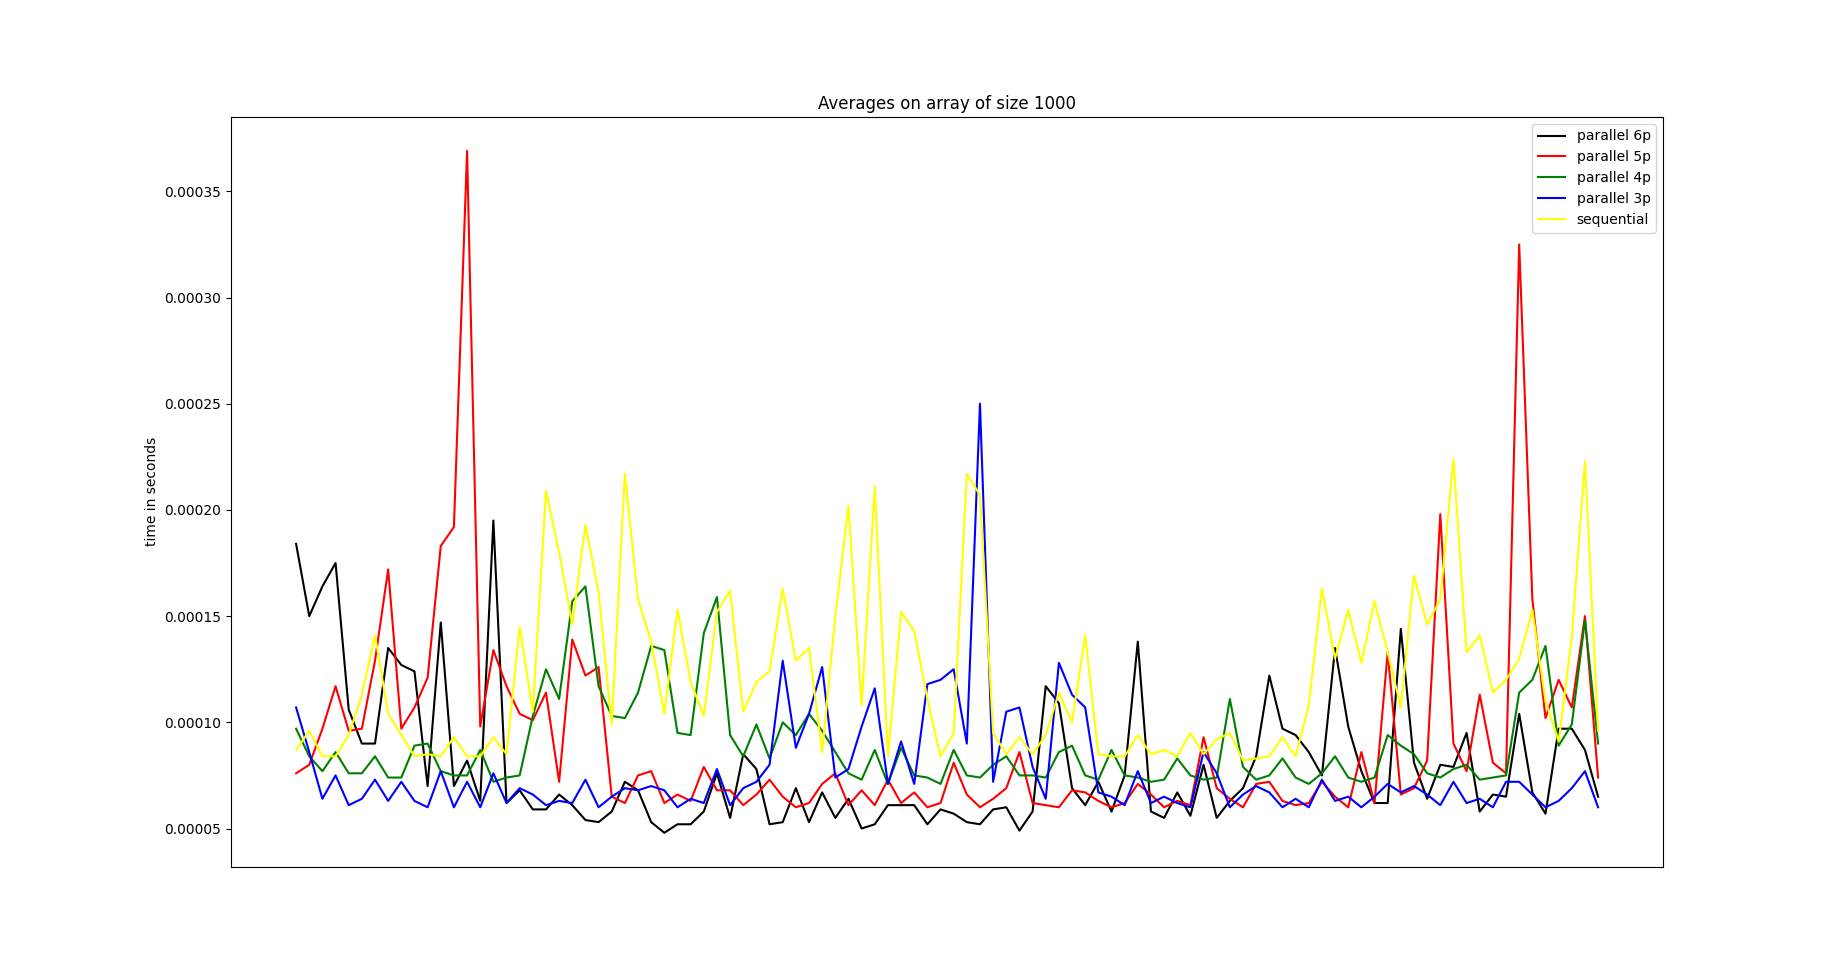 Averages on array of size 1000
parallel 6p
parallel 5p
parallel 4p
parallel 3p
sequential
0.00035
0.00030
0.00025
0.00020
0.00015
0.00010
0.00005
time in seconds